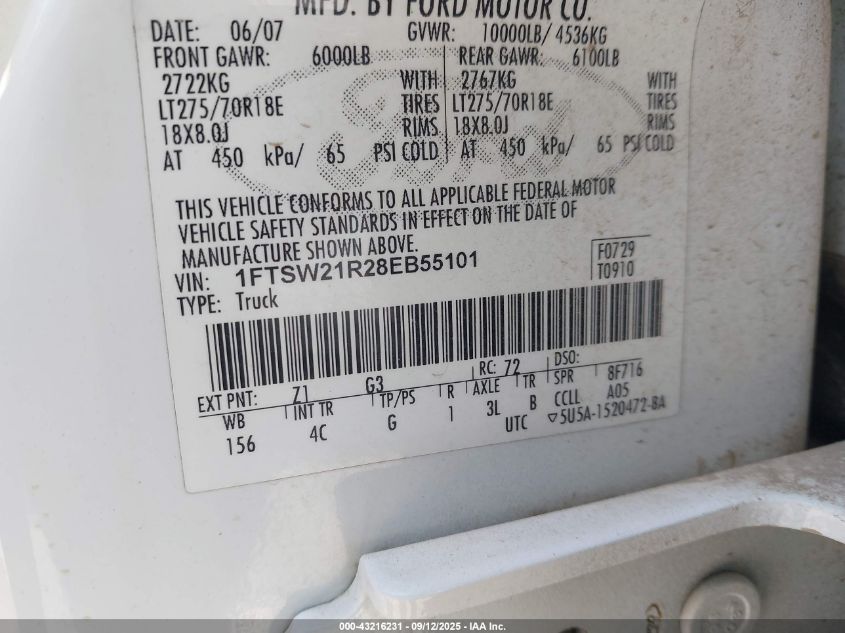 MFD. BY FORD MOTOR CO.
DATE: 06/07 GVWR: 10000LB/ 4536KG
FRONT GAWR: 6000LB REAR GAWR: 6100LB
2722KG WITH 2767KG WITH
LT275/70R18E TIRES LT275/70R18E TIRES
18X8.0J RIMS 18X8.0J RIMS
AT 450 kPa/ 65 PSI COLD AT 450 kPa/ 65 PSI COLD
Ford
THIS VEHICLE CONFORMS TO ALL APPLICABLE FEDERAL MOTOR
VEHICLE SAFETY STANDARDS IN EFFECT ON THE DATE OF
MANUFACTURE SHOWN ABOVE.
VIN: 1FTSW21R28EB55101 F0729
TYPE: Truck T0910
EXT PNT: Z1 G3 RC: 72 DSO:
WB INT TR TP/PS R AXLE TR SPR 8F716
156 4C G 1 3L B CCLL A05
UTC ▽5U5A-1520472-BA
000-43216231 - 09/12/2025 - IAA Inc.